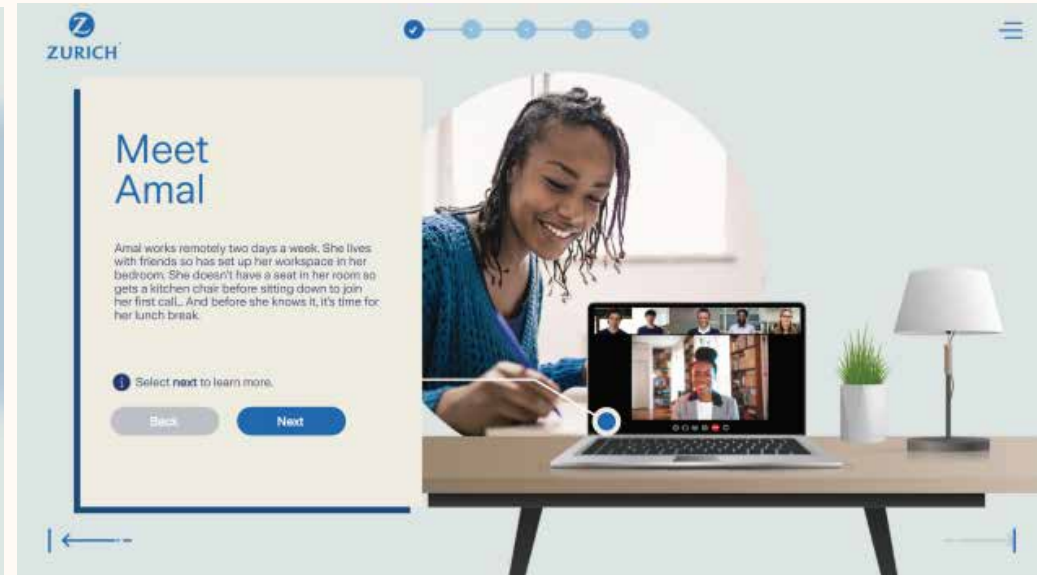 ZURICH
Meet
Amal
Amal works remotely two days a week. She lives
with friends so has set up her workspace in her
bedroom. She doesn't have a seat in her room so
gets a kitchen chair before sitting down to join
her first call... And before she knows it, it's time for
her lunch break.
i Select next to learn more.
Back
Next